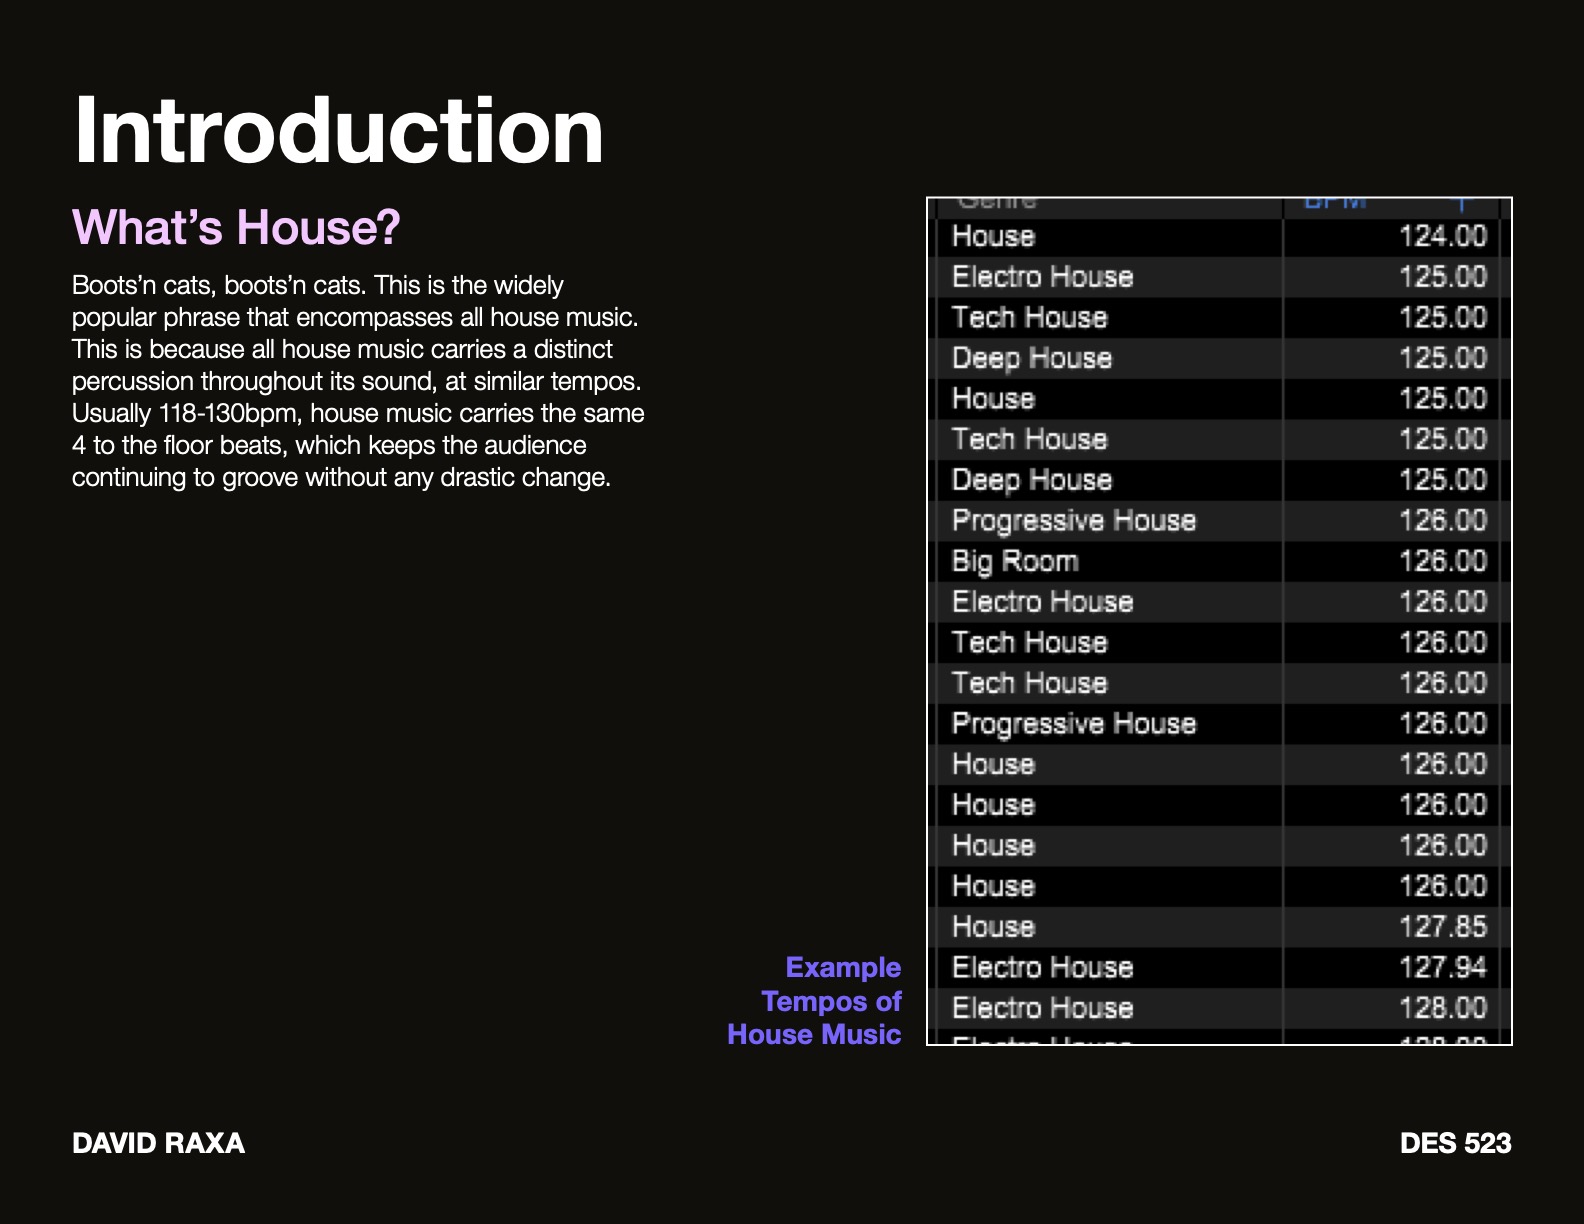 Introduction
What’s House?
Boots’n cats, boots’n cats. This is the widely
popular phrase that encompasses all house music.
This is because all house music carries a distinct
percussion throughout its sound, at similar tempos.
Usually 118-130bpm, house music carries the same
4 to the floor beats, which keeps the audience
continuing to groove without any drastic change.
Genre BPM
House 124.00
Electro House 125.00
Tech House 125.00
Deep House 125.00
House 125.00
Tech House 125.00
Deep House 125.00
Progressive House 126.00
Big Room 126.00
Electro House 126.00
Tech House 126.00
Tech House 126.00
Progressive House 126.00
House 126.00
House 126.00
House 126.00
House 126.00
House 127.85
Electro House 127.94
Electro House 128.00
Electro House
Example
Tempos of
House Music
DAVID RAXA
DES 523